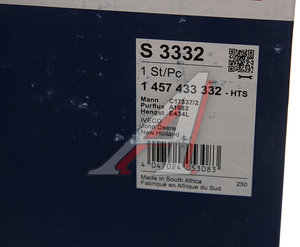 S 3332
1 St/Pc
1 457 433 332 - HTS
Mann C17337/2
Purflux A1082
Hengst E434L
IVECO
John Deere
New Holland
4 047024 053083
Made in South Africa
Fabriqué en Afrique du Sud
250